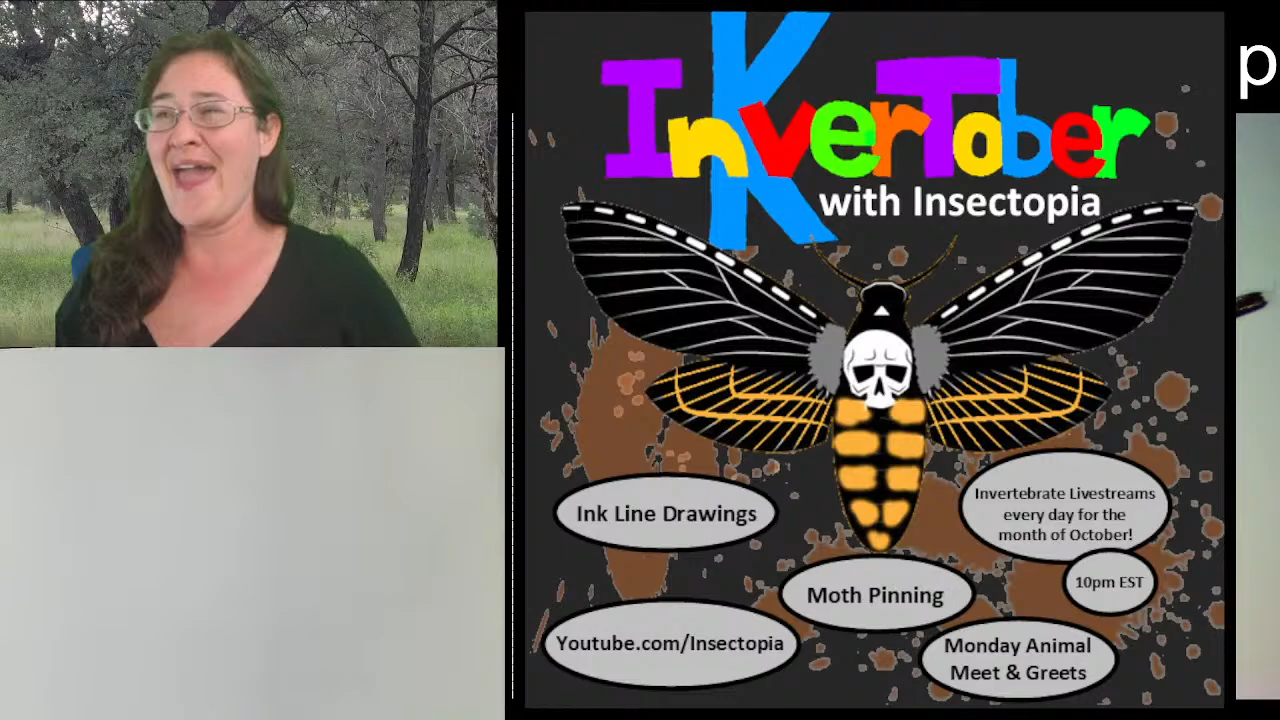 InKverTober
with Insectopia
p
Ink Line Drawings
Invertebrate Livestreams
every day for the
month of October!
10pm EST
Moth Pinning
Youtube.com/Insectopia
Monday Animal
Meet & Greets